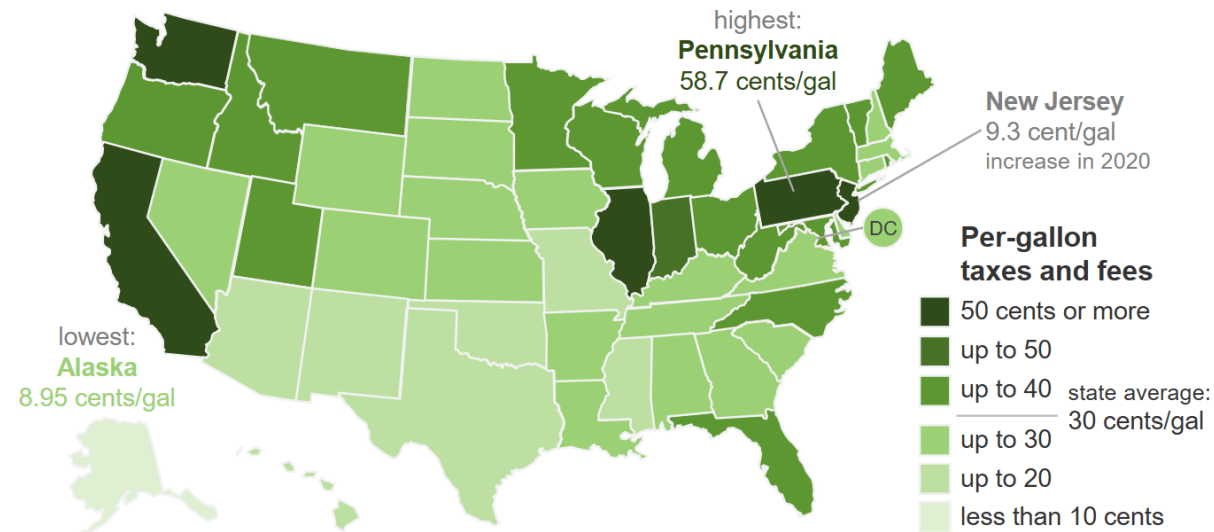 highest:
Pennsylvania
58.7 cents/gal
New Jersey
9.3 cent/gal
increase in 2020
DC
lowest:
Alaska
8.95 cents/gal
Per-gallon
taxes and fees
50 cents or more
up to 50
up to 40
state average:
30 cents/gal
up to 30
up to 20
less than 10 cents